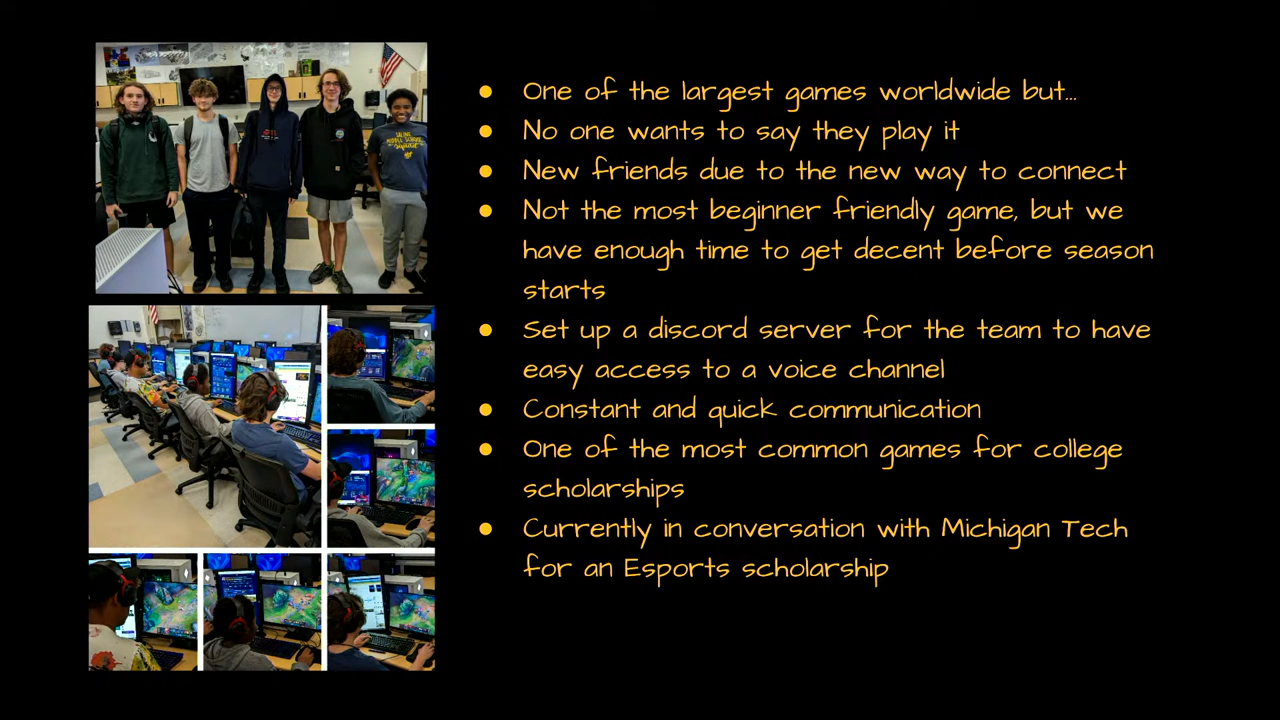 One of the largest games worldwide but...
No one wants to say they play it
New friends due to the new way to connect
Not the most beginner friendly game, but we
have enough time to get decent before season
starts
Set up a discord server for the team to have
easy access to a voice channel
Constant and quick communication
One of the most common games for college
scholarships
Currently in conversation with Michigan Tech
for an Esports scholarship